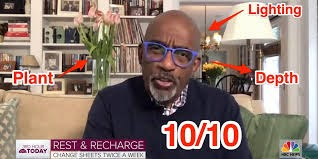 Lighting
Plant
Depth
10/10
3RD HOUR
TODAY
REST & RECHARGE
CHANGE SHEETS TWICE A WEEK
NBC NEWS